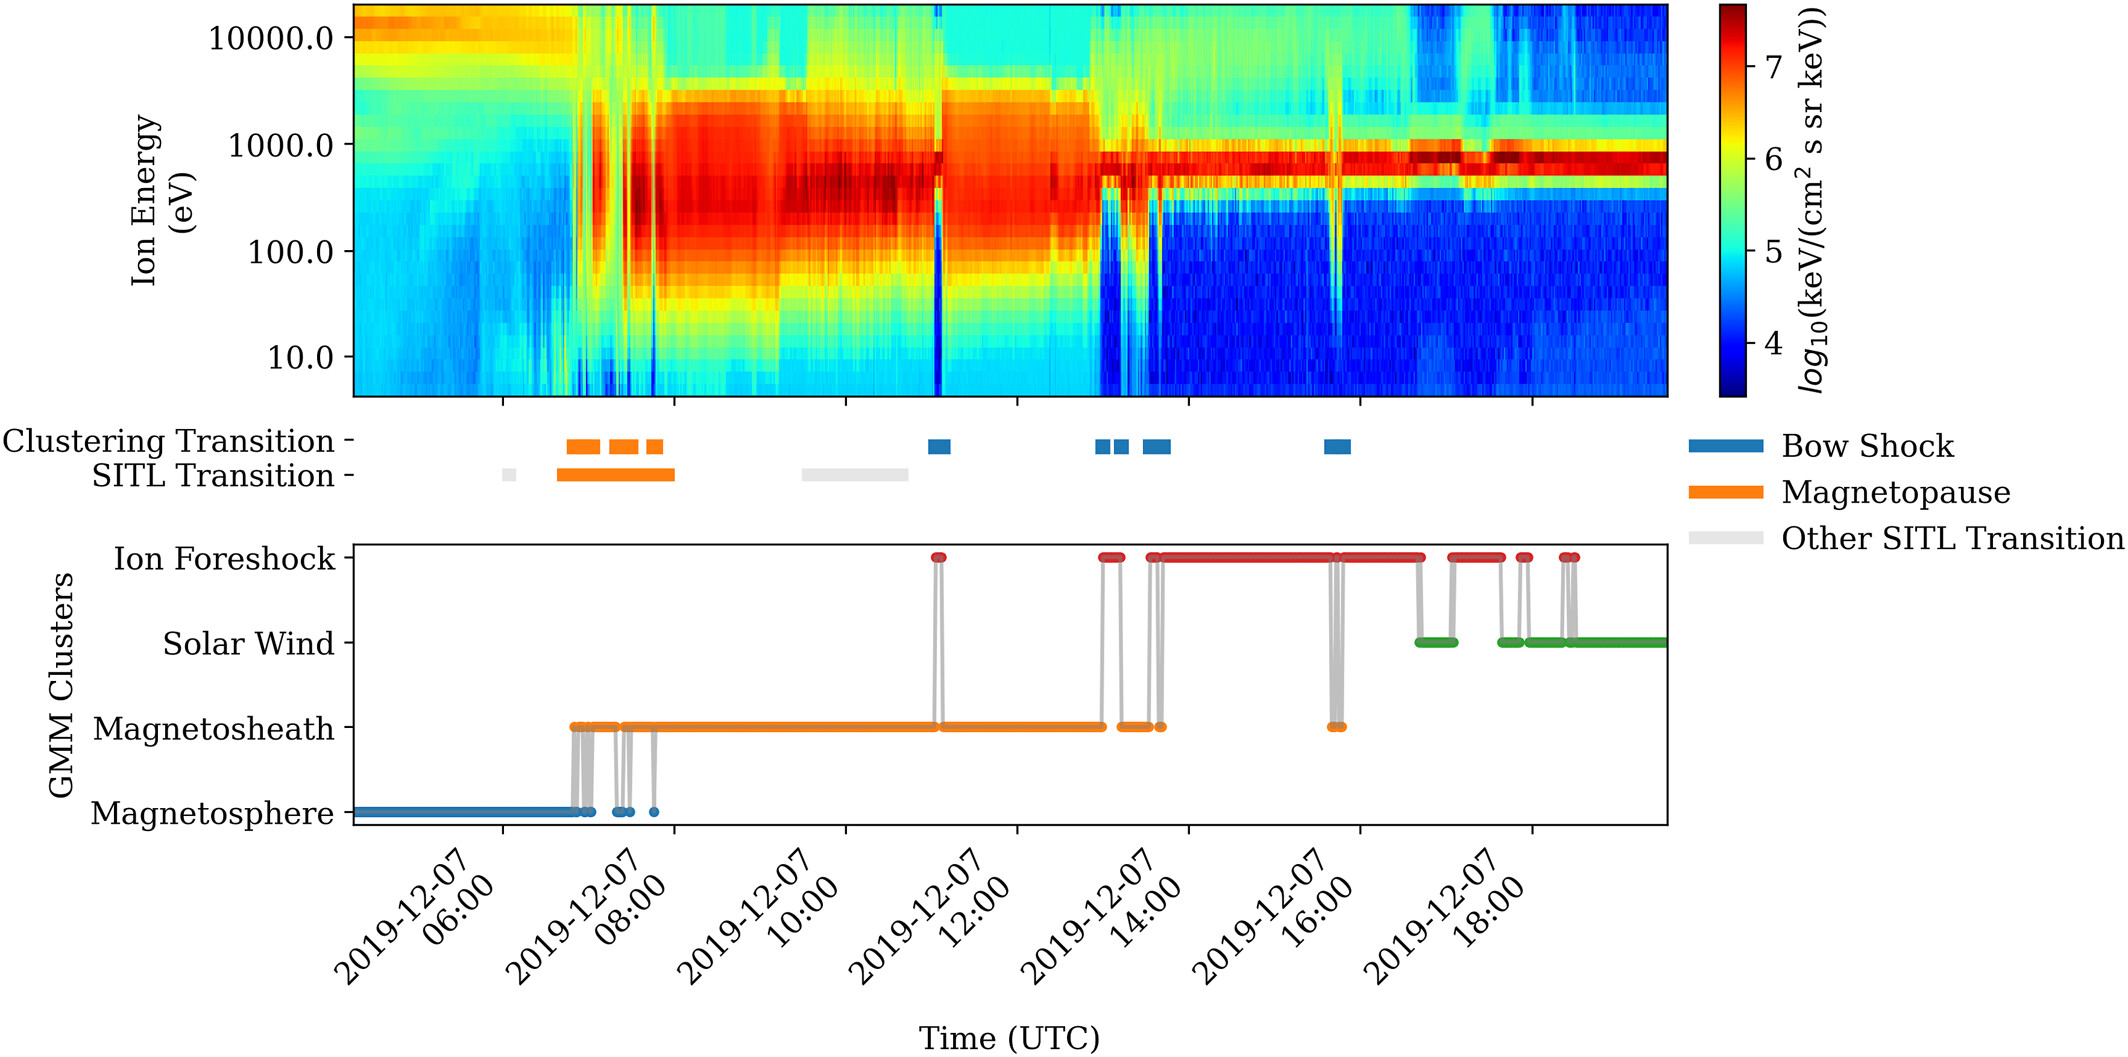 10000.0
1000.0
100.0
10.0
Ion Energy
(eV)
7
6
5
4
log₁₀(keV/(cm² s sr keV))
Clustering Transition
SITL Transition
Bow Shock
Magnetopause
Other SITL Transition
Ion Foreshock
Solar Wind
Magnetosheath
Magnetosphere
GMM Clusters
2019-12-07
06:00
2019-12-07
08:00
2019-12-07
10:00
2019-12-07
12:00
2019-12-07
14:00
2019-12-07
16:00
2019-12-07
18:00
Time (UTC)